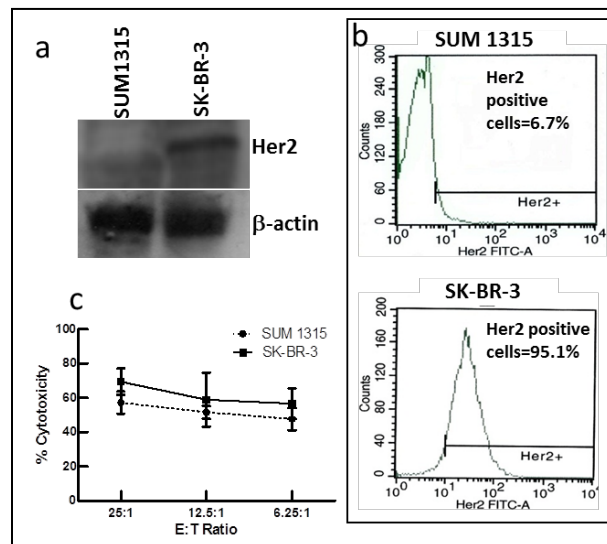 a
SUM1315
SK-BR-3
Her2
β-actin
b
SUM 1315
Her2
positive
cells=6.7%
300
240
180
120
60
0
Counts
Her2+
10^0 10^1 10^2 10^3 10^4
Her2 FITC-A
SK-BR-3
Her2 positive
cells=95.1%
200
160
120
80
40
0
Counts
Her2+
10^0 10^1 10^2 10^3 10^4
Her2 FITC-A
c
SUM 1315
SK-BR-3
100
80
60
40
20
0
% Cytotoxicity
25:1 12.5:1 6.25:1
E:T Ratio